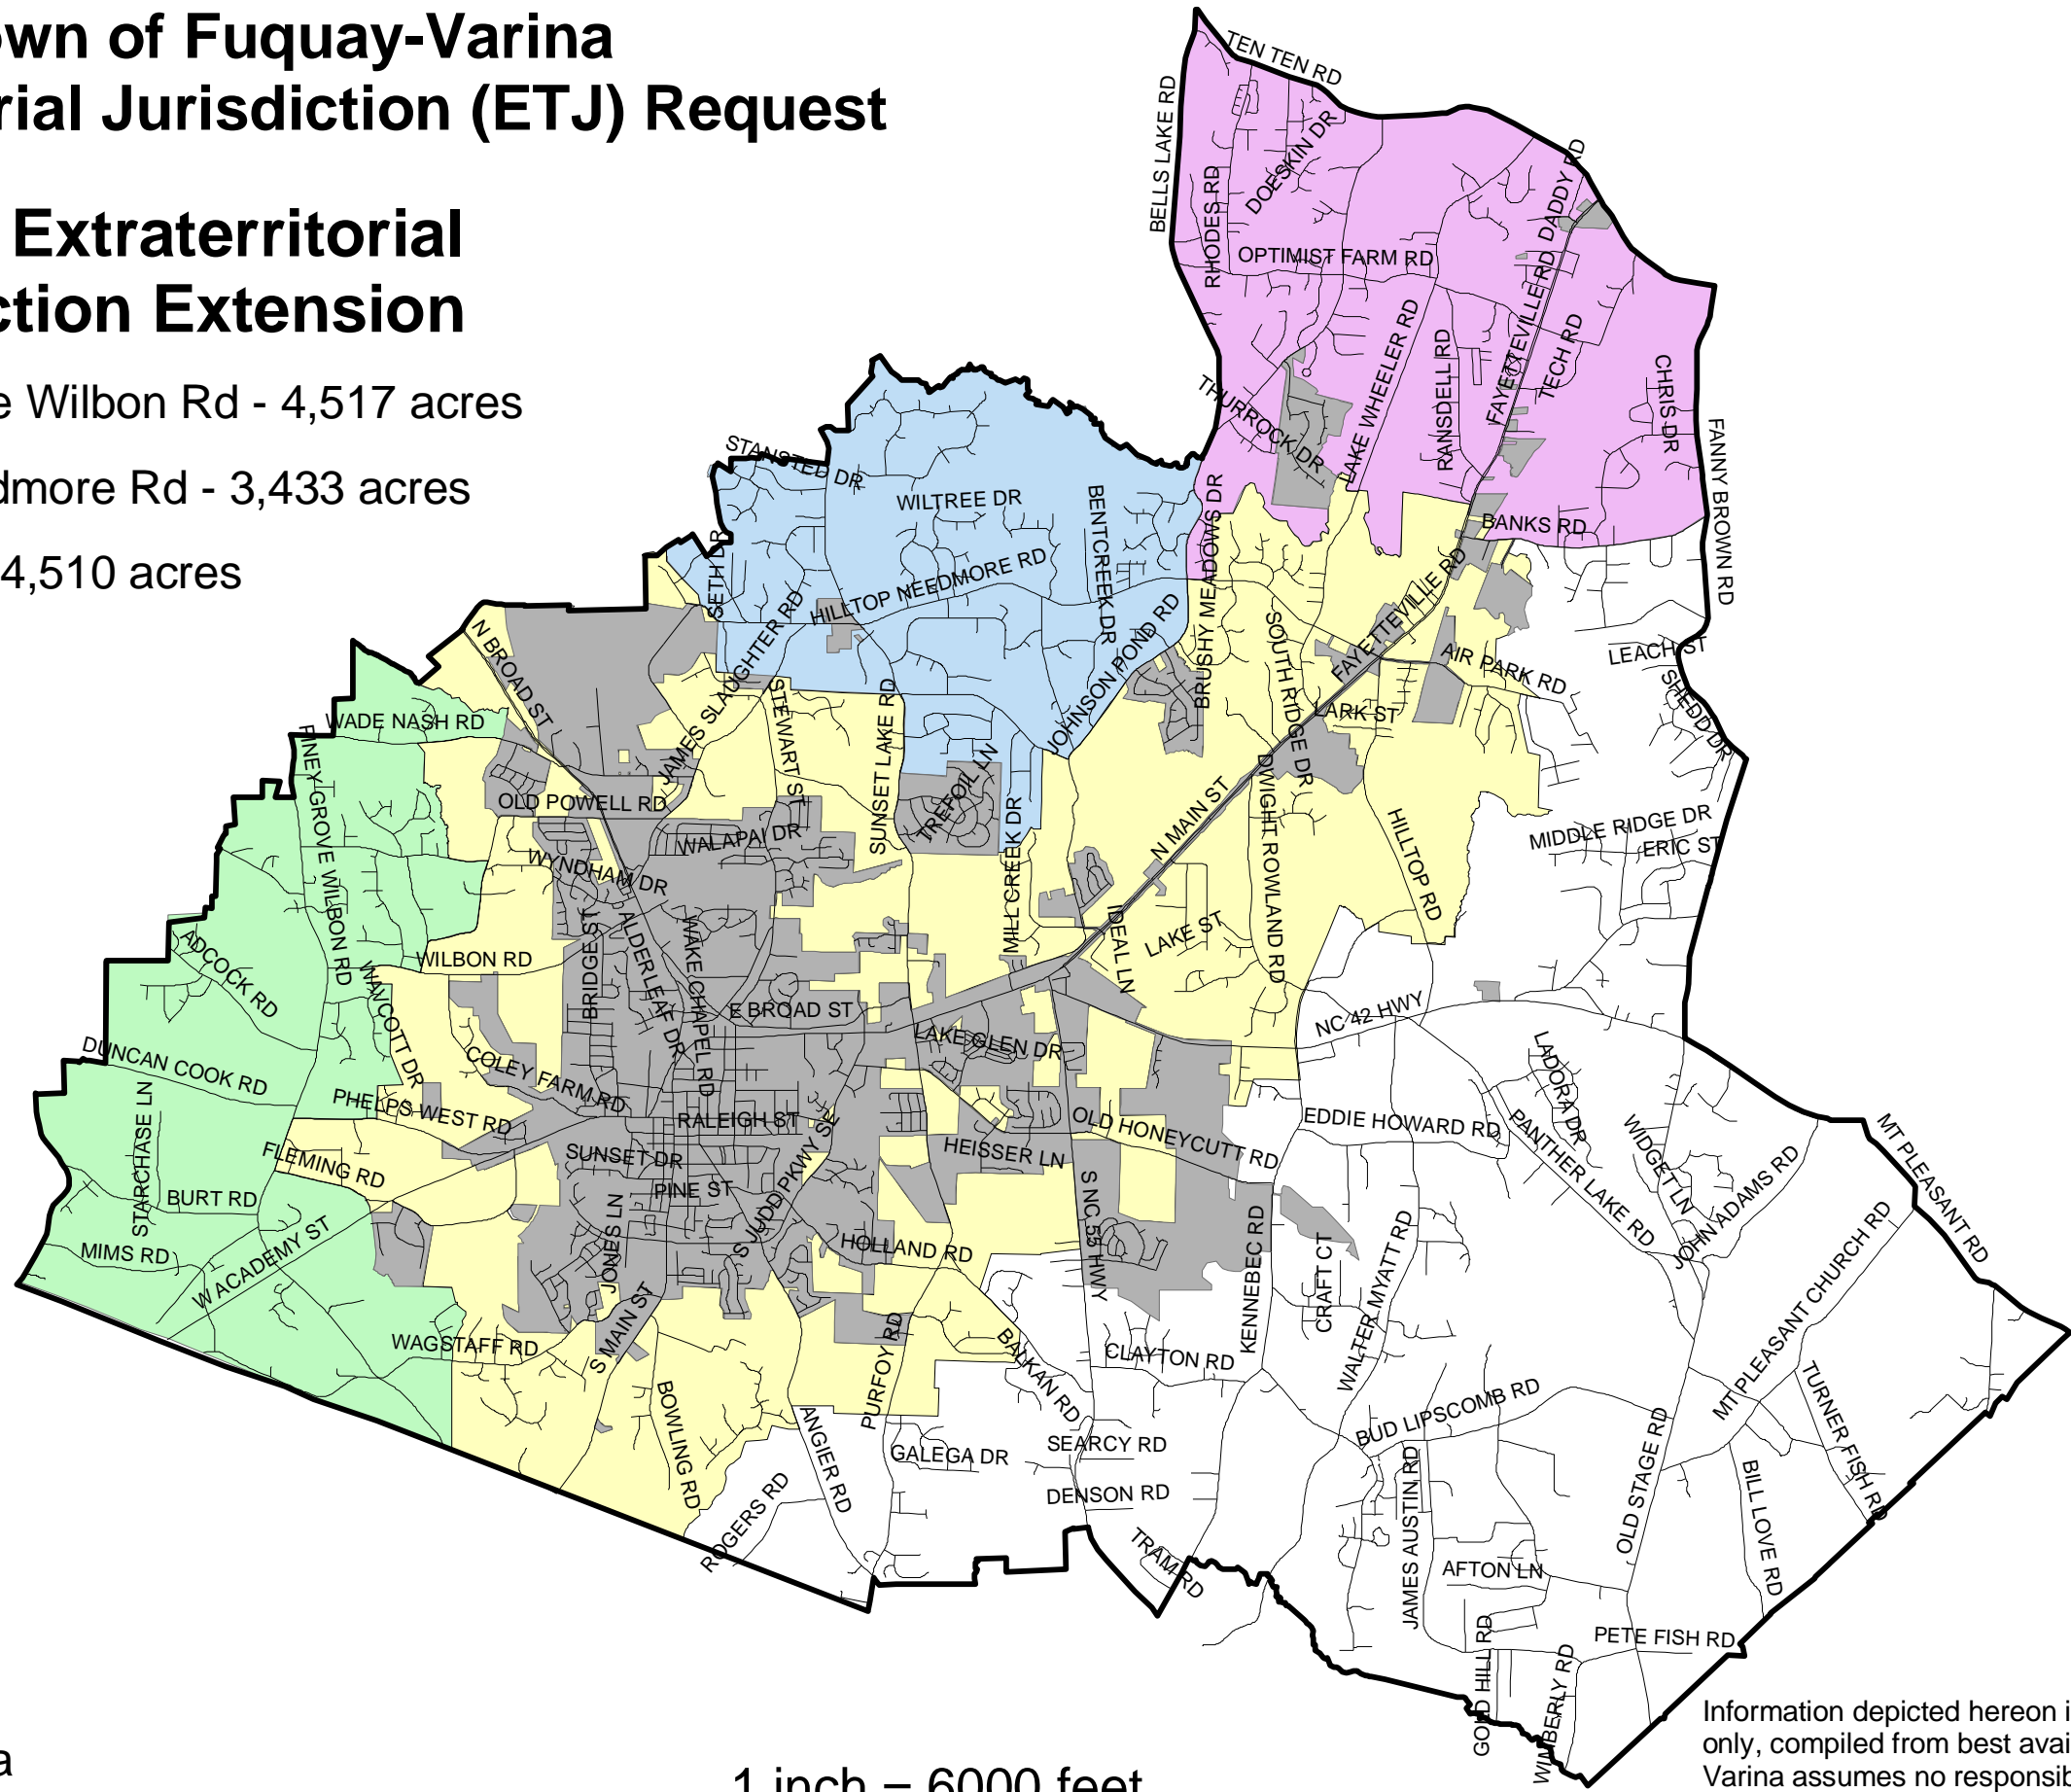 own of Fuquay-Varina
rial Jurisdiction (ETJ) Request
Extraterritorial
ction Extension
e Wilbon Rd - 4,517 acres
dmore Rd - 3,433 acres
4,510 acres
TEN TEN RD
BELLS LAKE RD
RHODES RD
DOESKIN DR
DADDY RD
OPTIMIST FARM RD
FAYETTEVILLE RD
TECH RD
LAKE WHEELER RD
RANSDELL RD
CHRIS DR
THURROCK DR
FANNY BROWN RD
BANKS RD
STANSTED DR
WILTREE DR
BENTCREEK DR
BRUSHY MEADOWS DR
SETH DR
HILLTOP NEEDMORE RD
JAMES SLAUGHTER RD
JOHNSON POND RD
SOUTH RIDGE DR
FAYETTEVILLE RD
AIR PARK RD
LEACH ST
SHEDD DR
LARK ST
N BROAD ST
STEWART ST
SUNSET LAKE RD
WADE NASH RD
PINEY GROVE WILBON RD
OLD POWELL RD
TREFOIL LN
WALAPAI DR
WYNDHAM DR
MILL CREEK DR
N MAIN ST
DWIGHT ROWLAND RD
HILLTOP RD
MIDDLE RIDGE DR
ERIC ST
ADCOCK RD
WILBON RD
BRIDGE ST
ALDERLEAF DR
WAKE CHAPEL RD
IDEAL LN
LAKE ST
WAYCOTT DR
E BROAD ST
LAKE GLEN DR
NC 42 HWY
DUNCAN COOK RD
COLEY FARM RD
LADORA DR
STARCHASE LN
PHELPS WEST RD
RALEIGH ST
OLD HONEYCUTT RD
EDDIE HOWARD RD
PANTHER LAKE RD
WIDGET LN
MT PLEASANT RD
FLEMING RD
SUNSET DR
HEISSER LN
JOHN ADAMS RD
BURT RD
PINE ST
S JUDD PKWY SE
S NC 55 HWY
KENNEBEC RD
MIMS RD
W ACADEMY ST
JONES LN
HOLLAND RD
CRAFT CT
WALTER MYATT RD
MT PLEASANT CHURCH RD
WAGSTAFF RD
S MAIN ST
PURFOY RD
BALKAN RD
CLAYTON RD
TURNER FISH RD
BOWLING RD
ANGIER RD
BUD LIPSCOMB RD
GALEGA DR
SEARCY RD
OLD STAGE RD
BILL LOVE RD
ROGERS RD
DENSON RD
JAMES AUSTIN RD
TRAM RD
AFTON LN
PETE FISH RD
GOLD HILL RD
WIMBERLY RD
a
1 inch = 6000 feet
Information depicted hereon i
only, compiled from best avai
Varina assumes no responsib